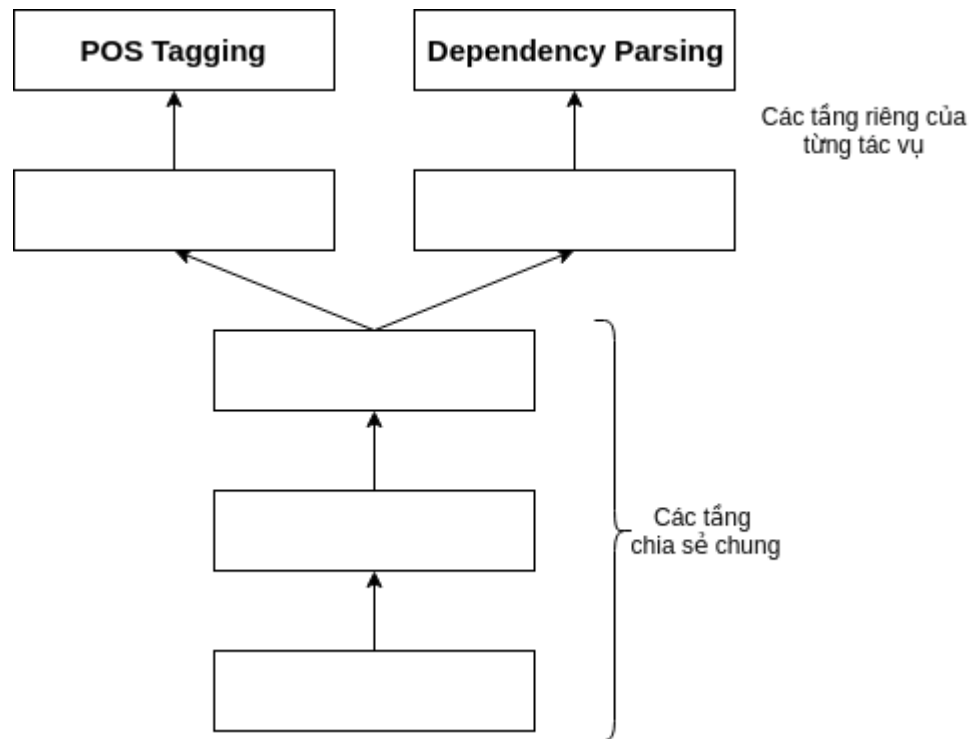 POS Tagging
Dependency Parsing
Các tầng riêng của
từng tác vụ
Các tầng
chia sẻ chung